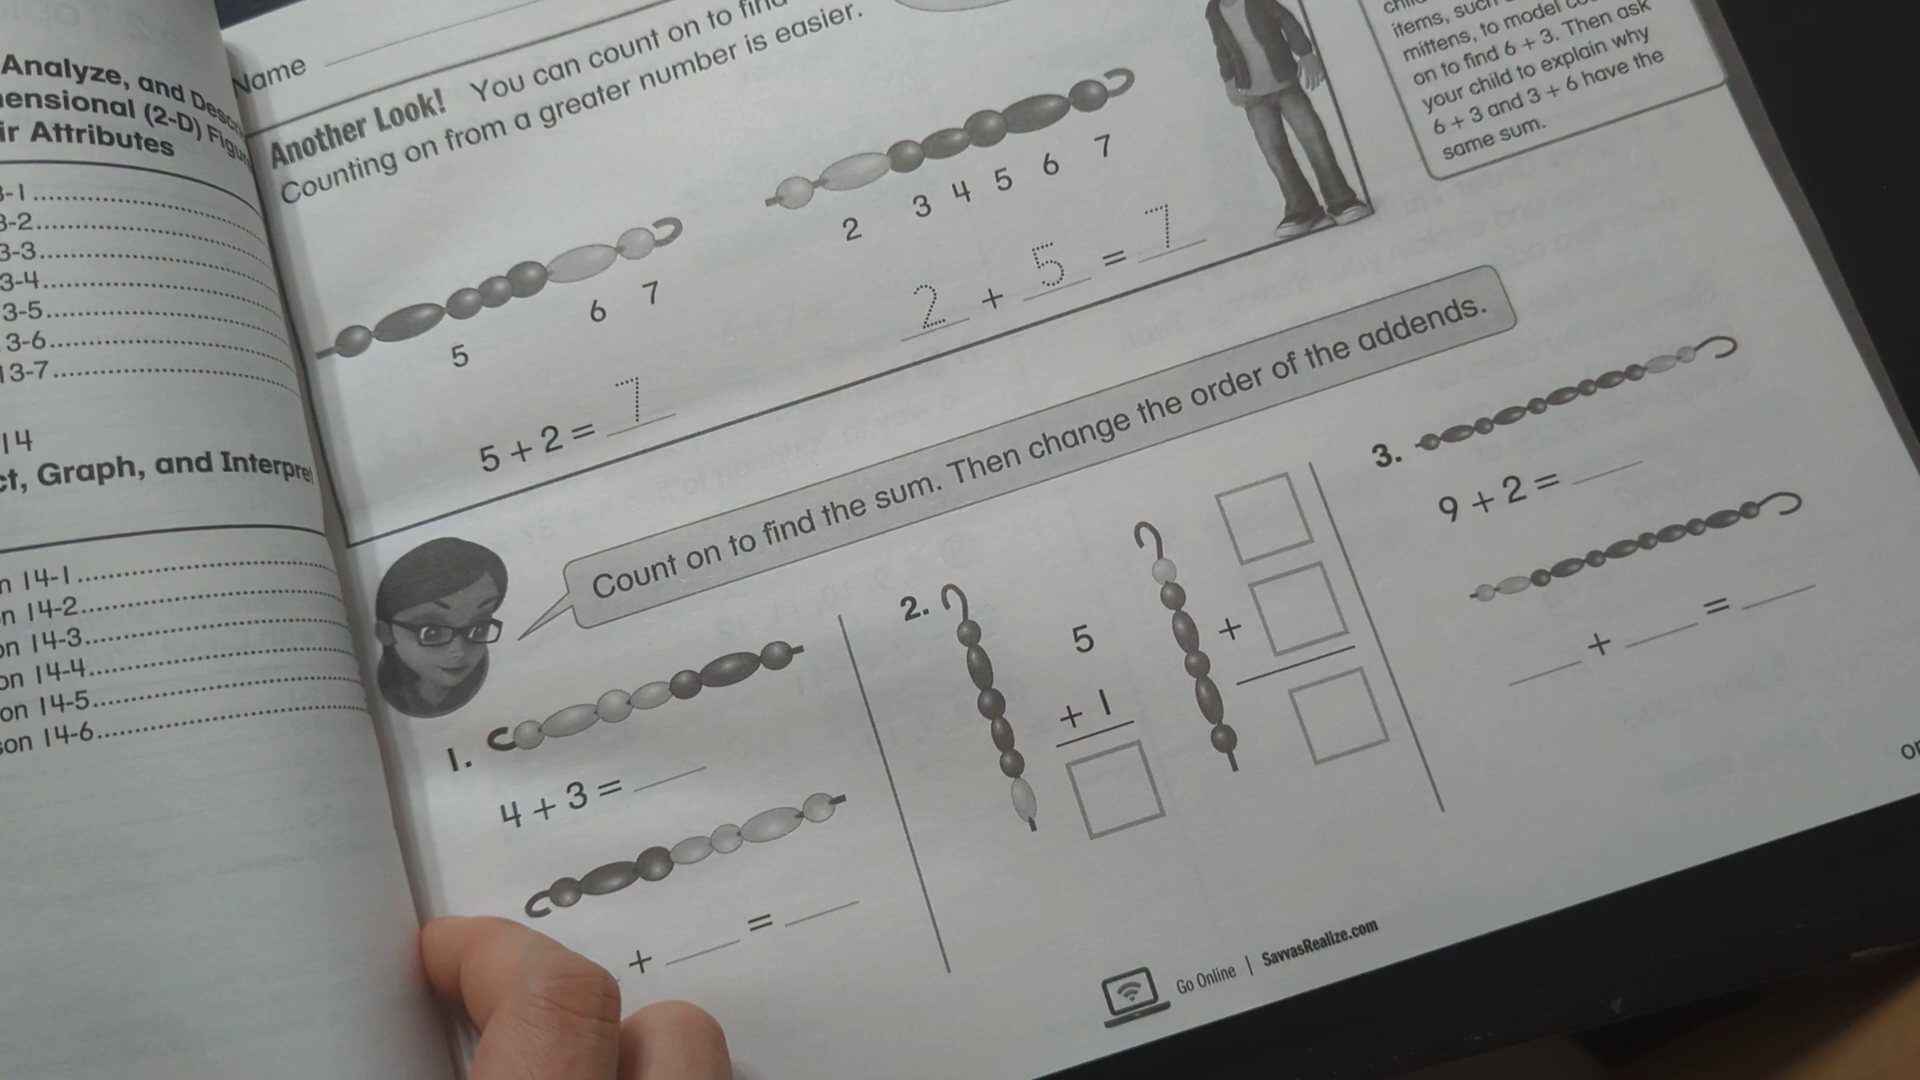 Analyze, and
ensional (2-D)
ir Attributes
3-1
3-2
3-3
3-4
3-5
3-6
13-7
14
ct, Graph, and
n 14-1
n 14-2
on 14-3
on 14-4
on 14-5
son 14-6
Name
Another Look! You can count on to
Counting on from a greater number is easier.
5 6 7
5 + 2 = 7
2 3 4 5 6 7
2 + 5 = 7
items, such
mittens, to model
on to find 6 + 3. Then ask
your child to explain why
6 + 3 and 3 + 6 have the
same sum.
Count on to find the sum. Then change the order of the addends.
1.
4 + 3 =
+ =
2.
5
+ 1
+
3.
9 + 2 =
+ =
Go Online | SavvasRealize.com